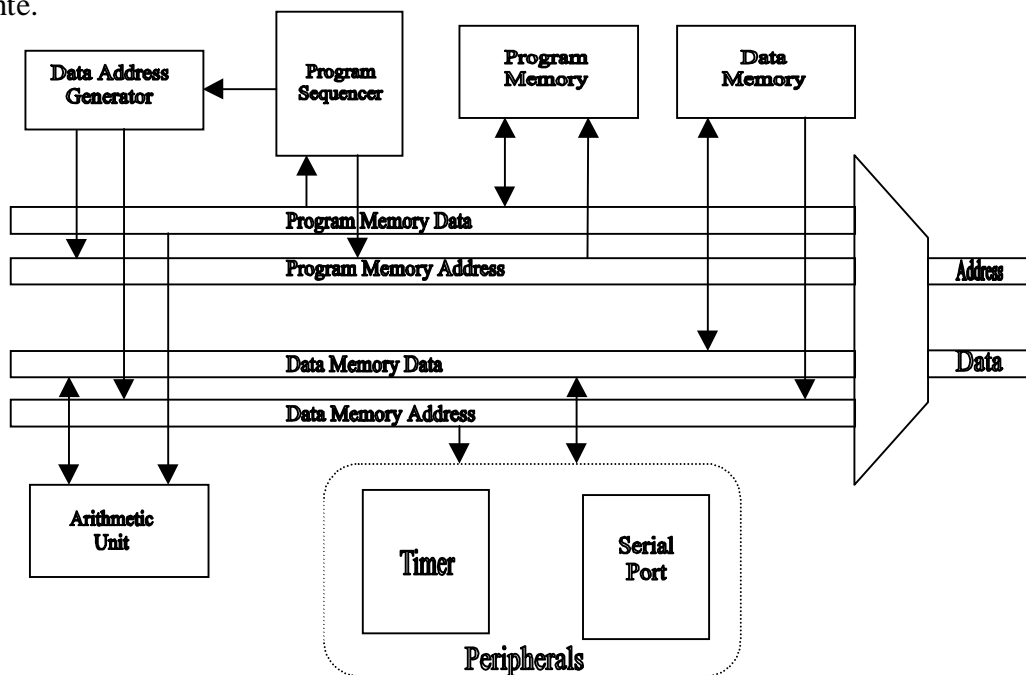 nte.
Data Address
Generator
Program
Sequencer
Program
Memory
Data
Memory
Program Memory Data
Program Memory Address
Address
Data Memory Data
Data
Data Memory Address
Arithmetic
Unit
Timer
Serial
Port
Peripherals